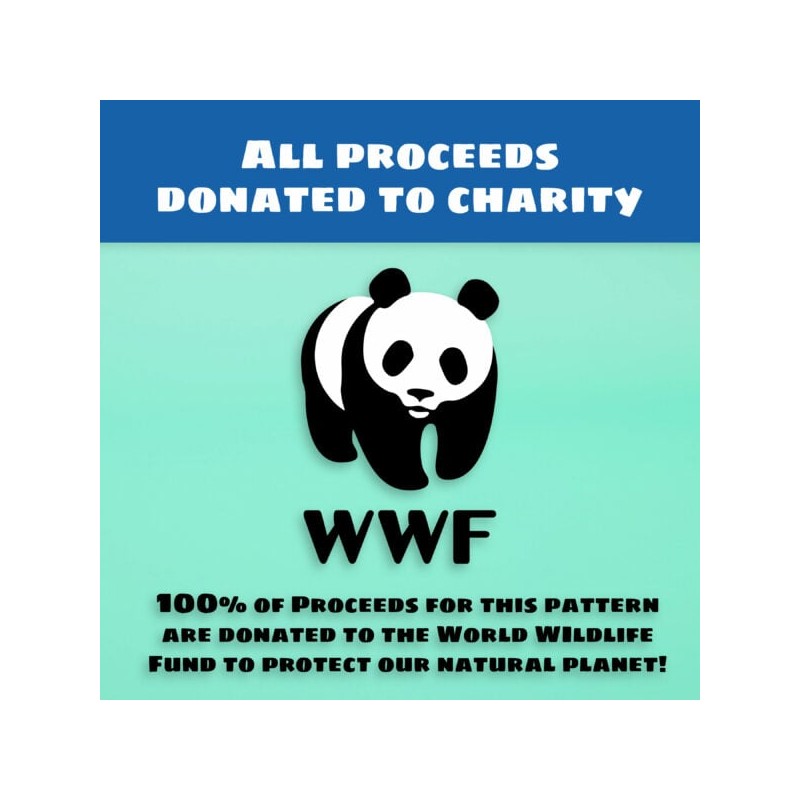 All proceeds
donated to charity
WWF
100% of Proceeds for this pattern
are donated to the World Wildlife
Fund to protect our natural planet!